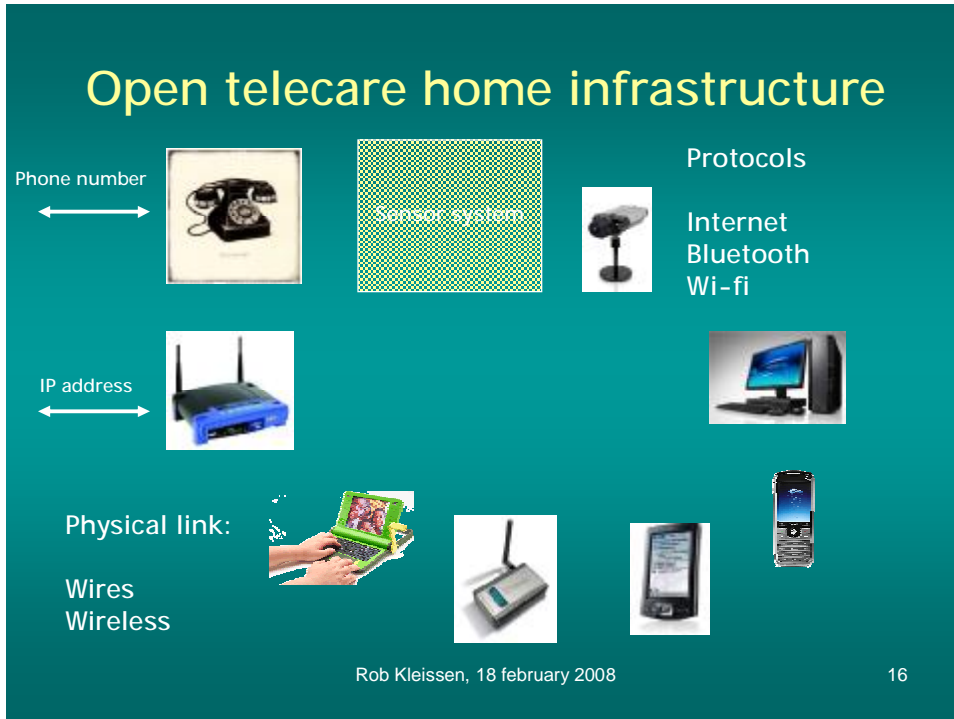 Open telecare home infrastructure
Phone number
Sensor system
Protocols
Internet
Bluetooth
Wi-fi
IP address
Physical link:
Wires
Wireless
Rob Kleissen, 18 february 2008
16